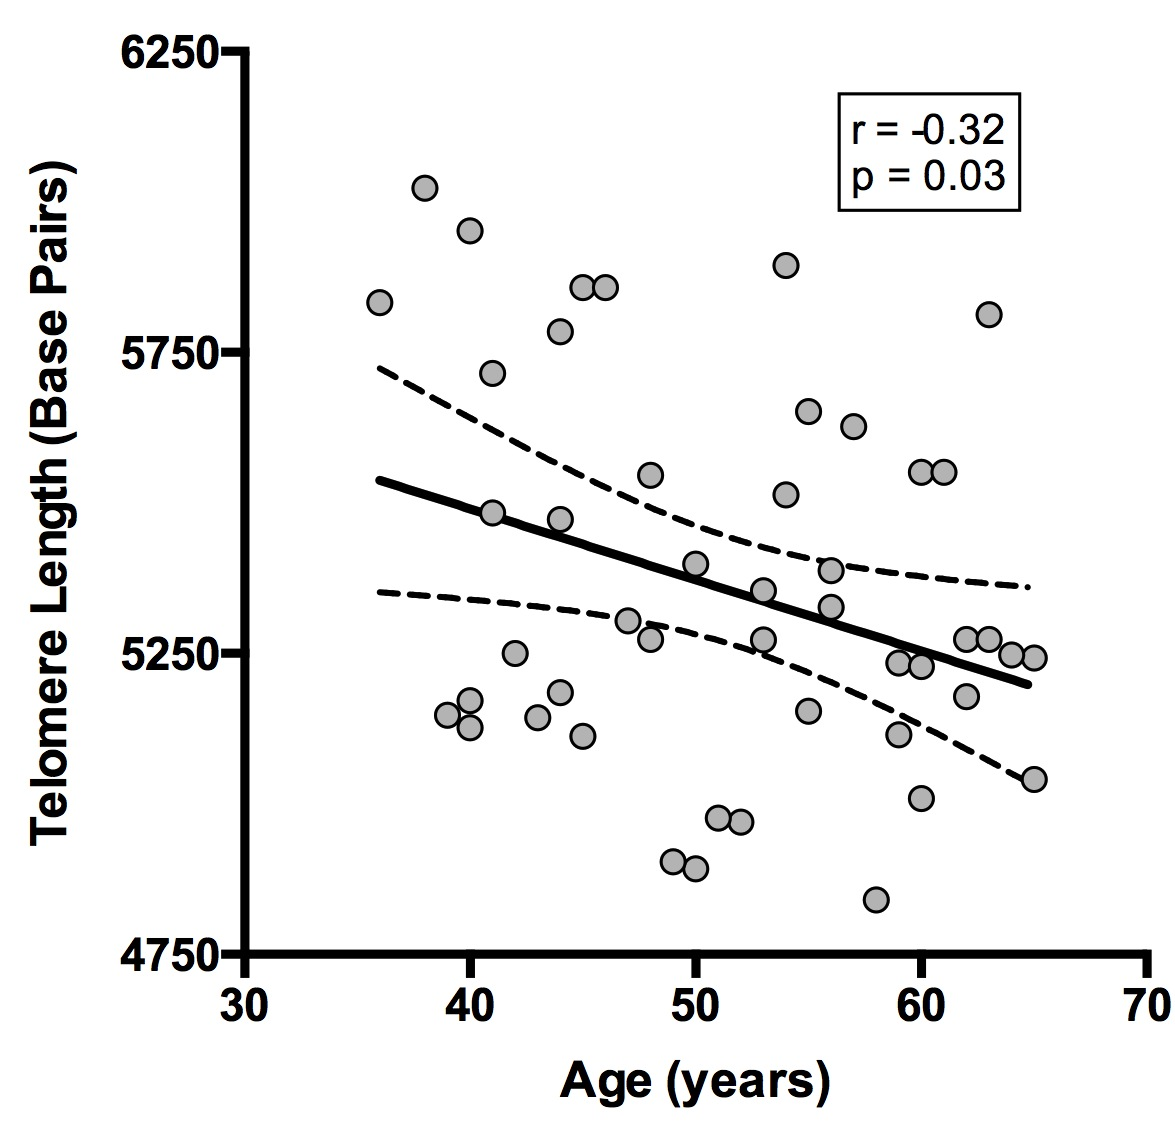 6250
r = -0.32
p = 0.03
5750
5250
4750
30 40 50 60 70
Telomere Length (Base Pairs)
Age (years)